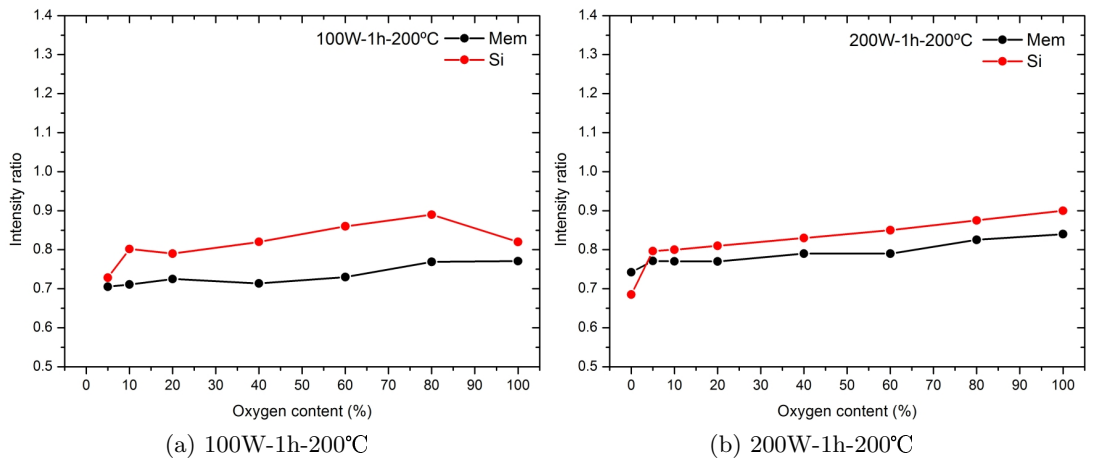 100W-1h-200ºC
Mem
Si
1.4
1.3
1.2
1.1
1.0
0.9
0.8
0.7
0.6
0.5
Intensity ratio
0 10 20 30 40 50 60 70 80 90 100
Oxygen content (%)
(a) 100W-1h-200℃
200W-1h-200ºC
Mem
Si
1.4
1.3
1.2
1.1
1.0
0.9
0.8
0.7
0.6
0.5
Intensity ratio
0 10 20 30 40 50 60 70 80 90 100
Oxygen content (%)
(b) 200W-1h-200℃